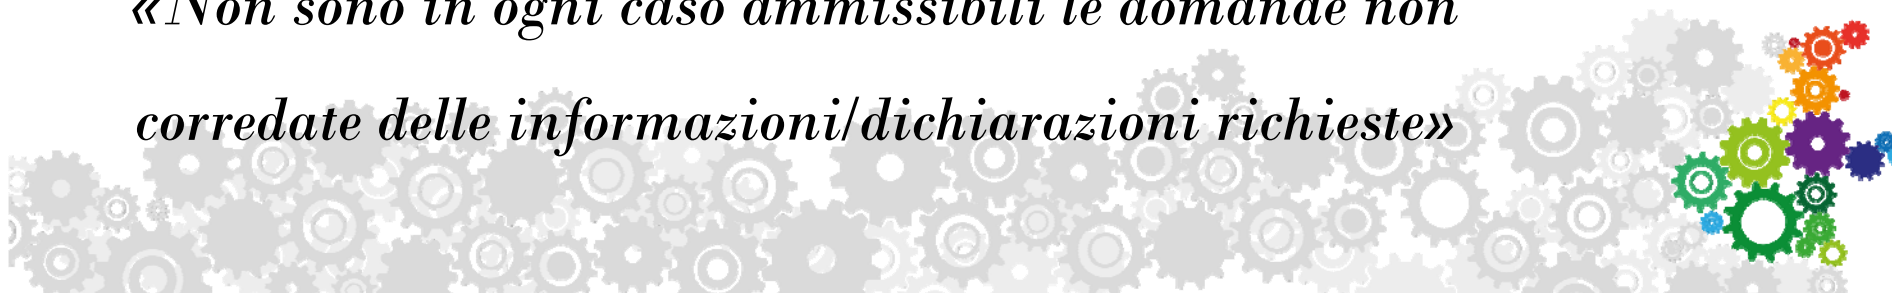 «Non sono in ogni caso ammissibili le domande non
corredate delle informazioni/dichiarazioni richieste»